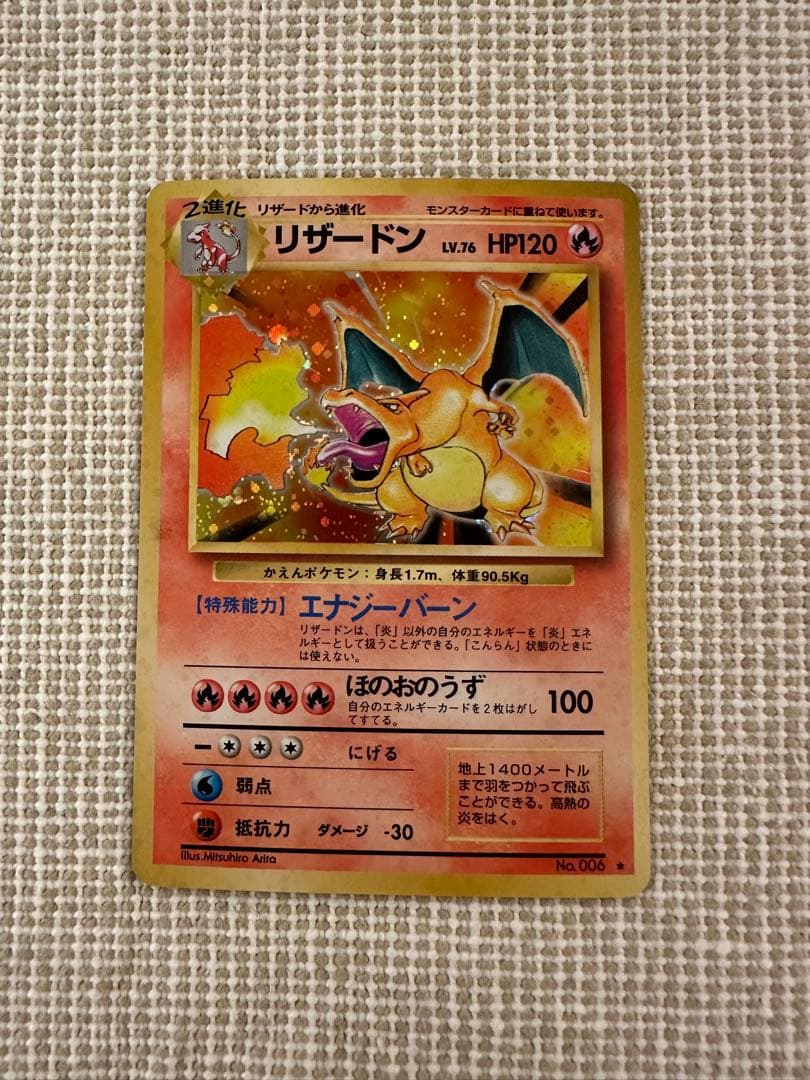 2進化 リザードから進化 モンスターカードに重ねて使います。
リザードン LV.76 HP120
かえんポケモン：身長1.7m、体重90.5Kg
【特殊能力】エナジーバーン
リザードンは、「炎」以外の自分のエネルギーを「炎」エネ
ルギーとして扱うことができる。「こんらん」状態のときに
は使えない。
ほのおのうず 100
自分のエネルギーカードを2枚はがし
てすてる。
にげる
弱点
抵抗力 ダメージ -30
地上1400メートル
まで羽をつかって飛ぶ
ことができる。高熱の
炎をはく。
Illus.Mitsuhiro Arita
No.006 ★